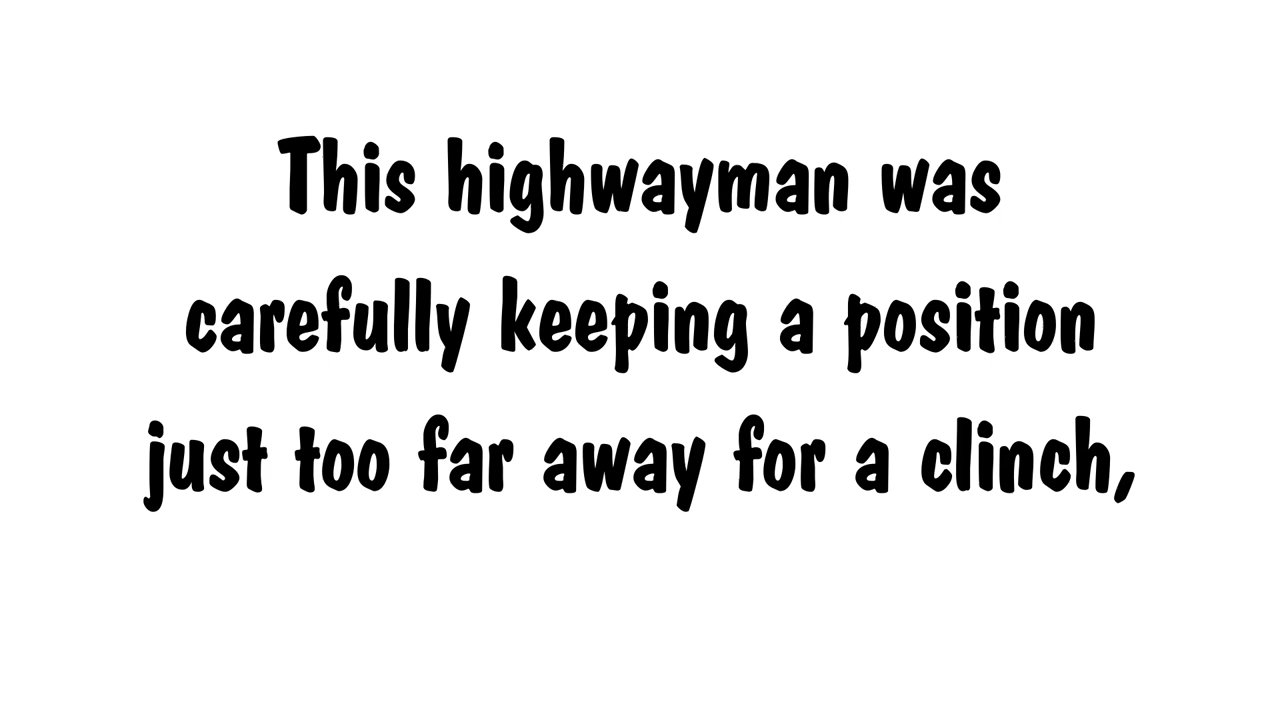 This highwayman was
carefully keeping a position
just too far away for a clinch,